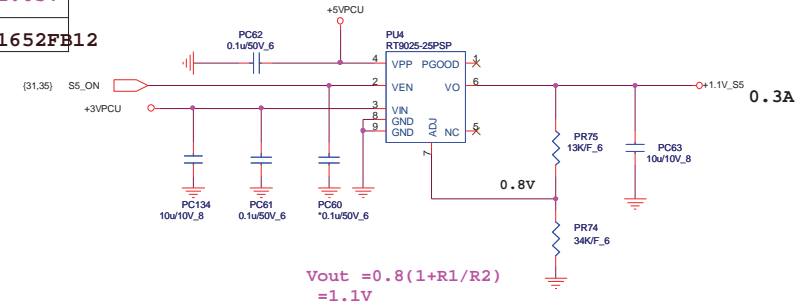 1652FB12
+5VPCU
PC62
0.1u/50V_6
PU4
RT9025-25PSP
4 VPP PGOOD 1
{31,35} S5_ON
2 VEN VO 6
+1.1V_S5
0.3A
+3VPCU
3 VIN
8 GND
9 GND
ADJ
NC 5
7
PR75
13K/F_6
PC63
10u/10V_8
0.8V
PC134
10u/10V_8
PC61
0.1u/50V_6
PC60
*0.1u/50V_6
PR74
34K/F_6
Vout =0.8(1+R1/R2)
=1.1V